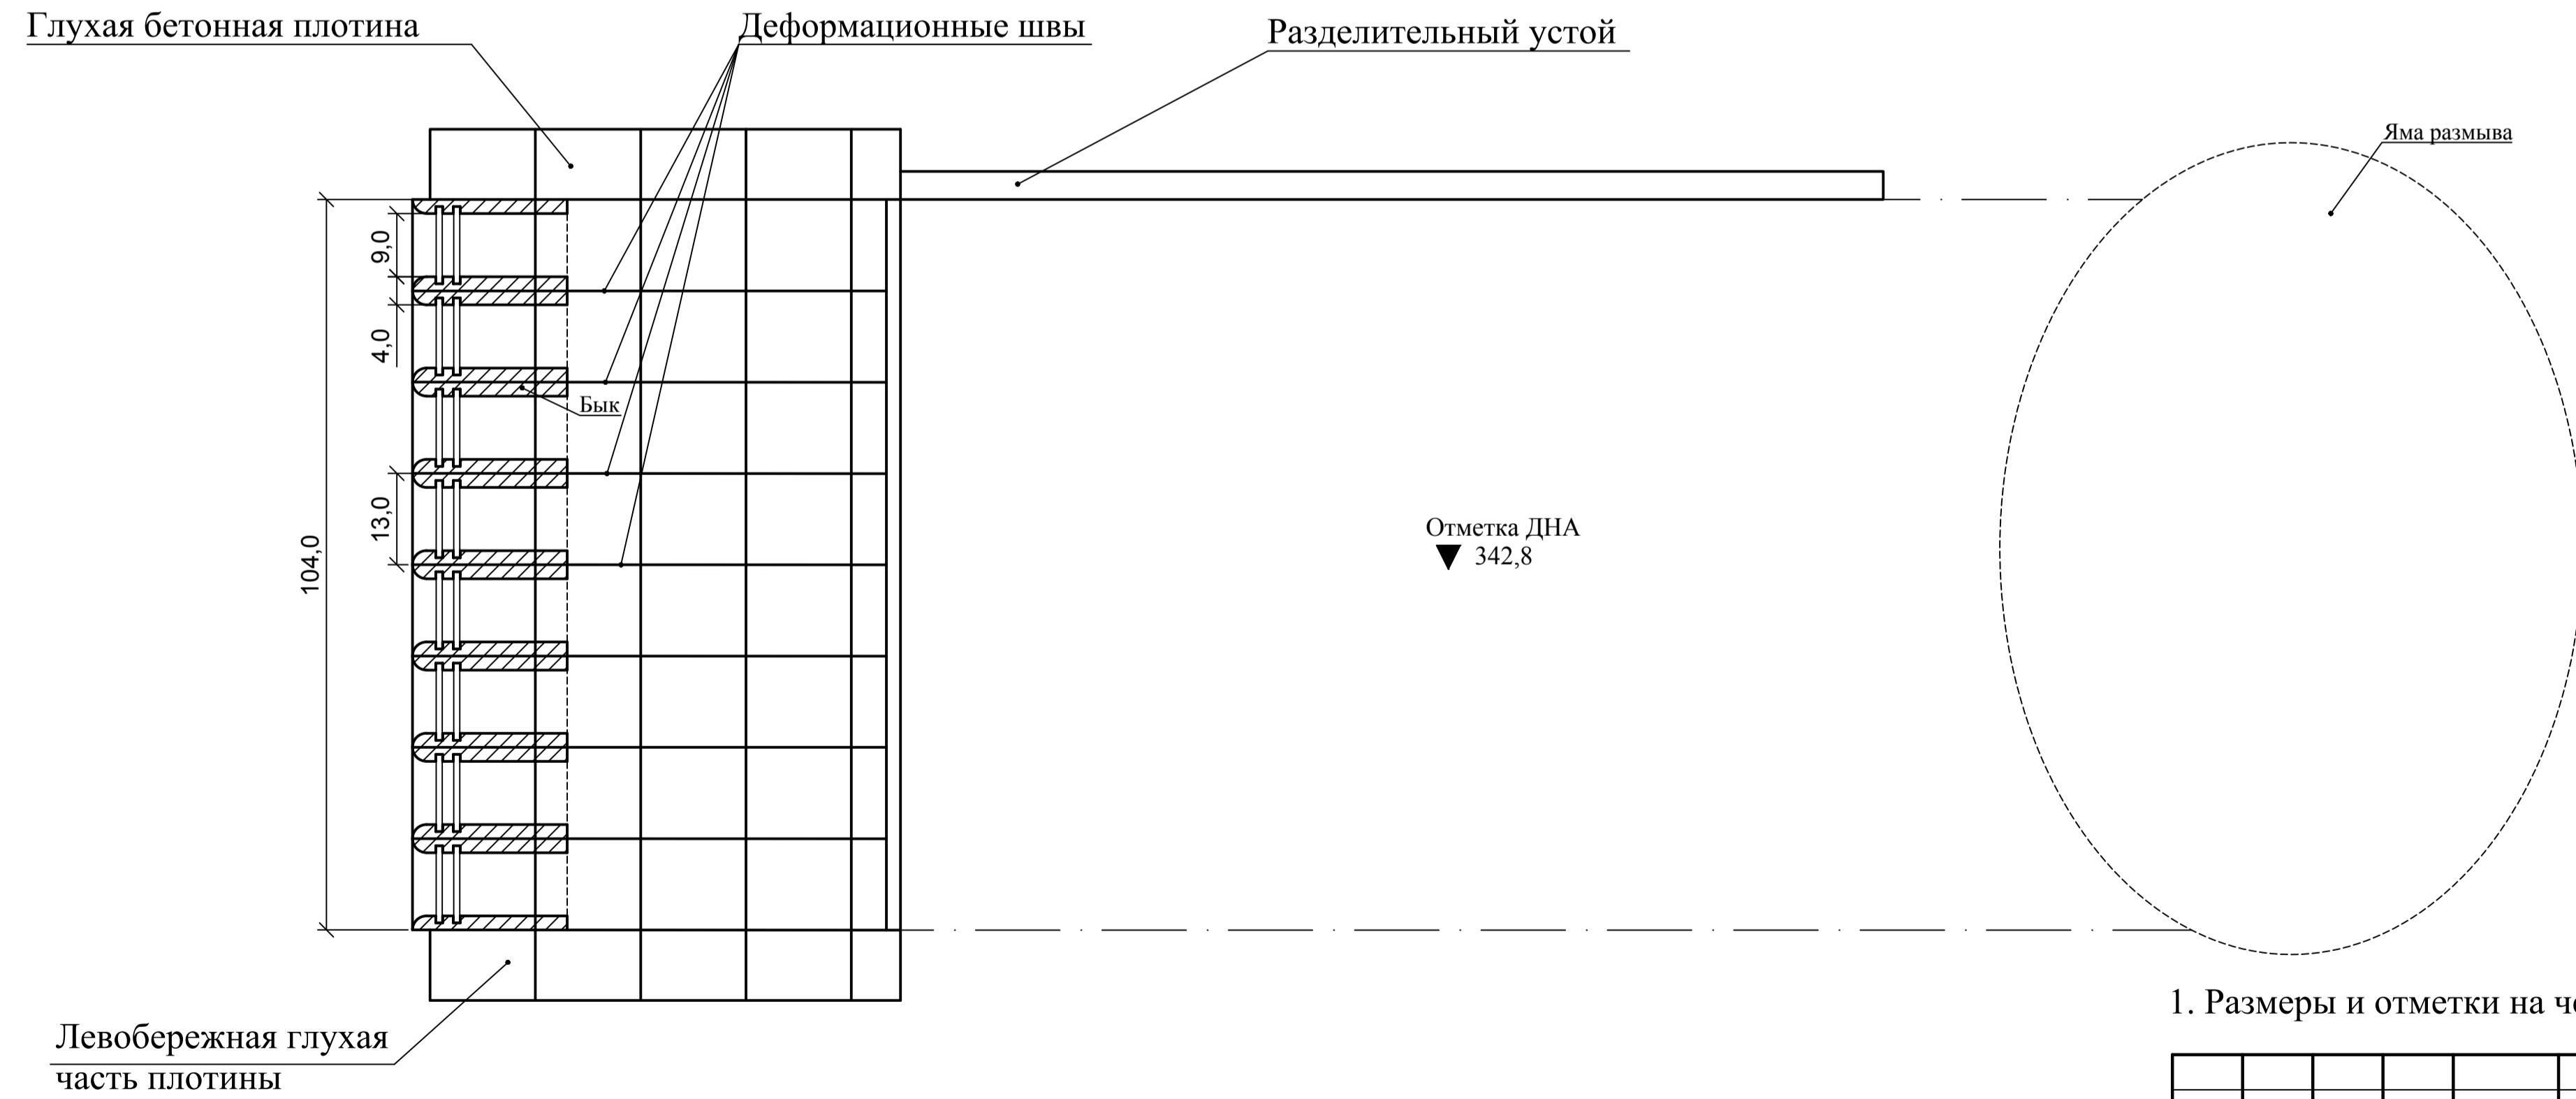 Глухая бетонная плотина
Деформационные швы
Разделительный устой
Яма размыва
9,0
4,0
Бык
13,0
104,0
Отметка ДНА
342,8
1. Размеры и отметки на
Левобережная глухая
часть плотины